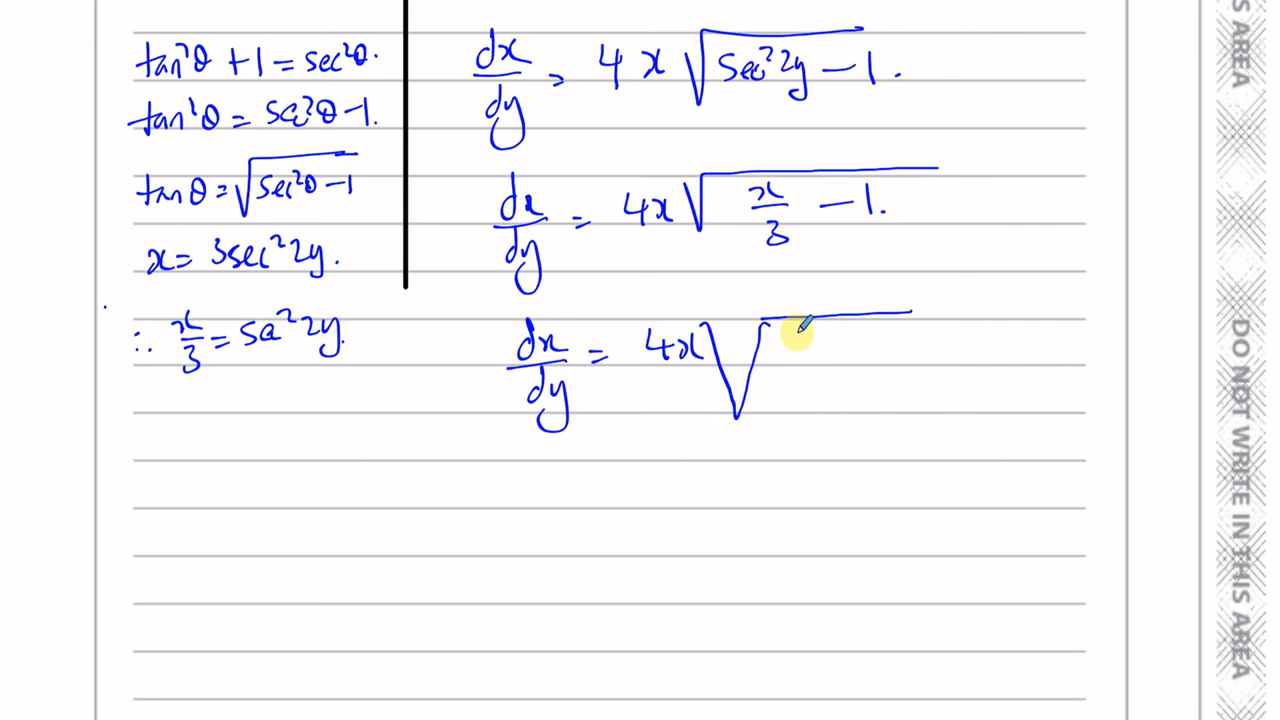 tan²θ + 1 = sec²θ.
tan²θ = sec²θ - 1.
tanθ = √(sec²θ - 1)
x = 3sec²2y.
∴ x/3 = sec²2y.
dx/dy = 4x √(sec²2y - 1).
dx/dy = 4x √(x/3 - 1).
dx/dy = 4x √
S AREA
DO NOT WRITE IN THIS AREA